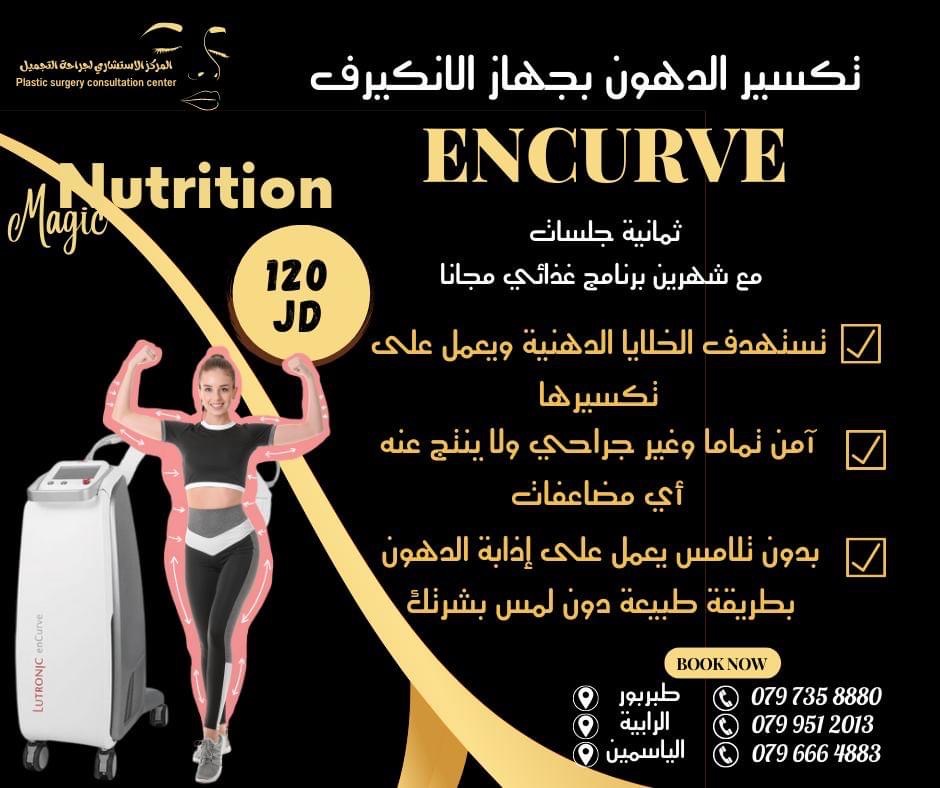 المركز الاستشاري لجراحة التجميل
Plastic surgery consultation center
تكسير الدهون بجهاز الانكيرف
ENCURVE
Nutrition
Magic
ثمانية جلسات
مع شهرين برنامج غذائي مجانا
120
JD
تستهدف الخلايا الدهنية ويعمل على
تكسيرها
آمن تماما وغير جراحي ولا ينتج عنه
أي مضاعفات
بدون تلامس يعمل على إذابة الدهون
بطريقة طبيعة دون لمس بشرتك
LUTRONIC enCurve
BOOK NOW
طبربور 079 735 8880
الرابية 079 951 2013
الياسمين 079 666 4883